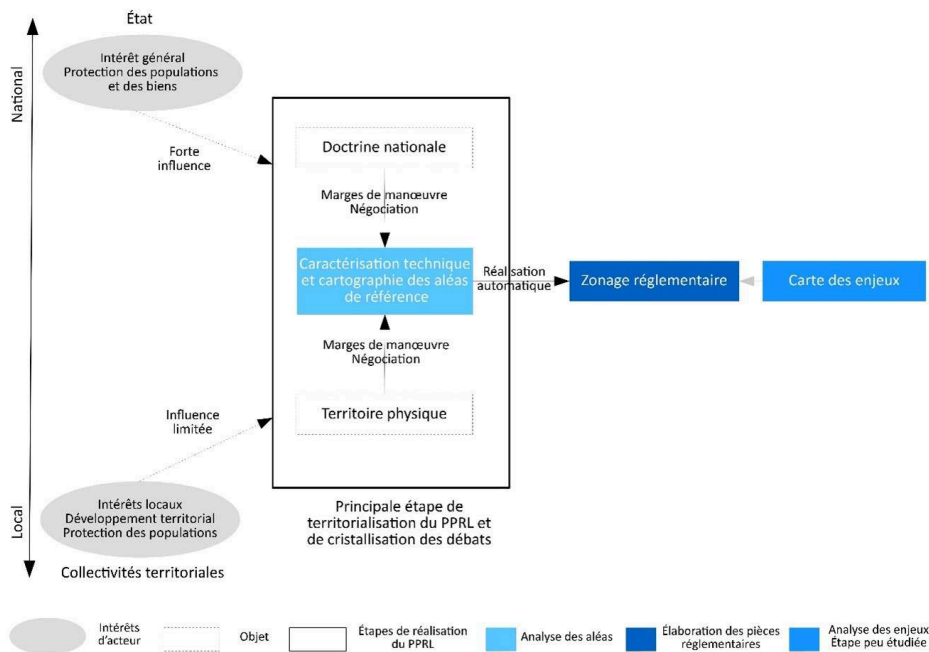 État
National
Intérêt général
Protection des populations
et des biens
Forte
influence
Doctrine nationale
Marges de manœuvre
Négociation
Caractérisation technique
et cartographie des aléas
de référence
Réalisation
automatique
Zonage réglementaire
Carte des enjeux
Marges de manœuvre
Négociation
Territoire physique
Influence
limitée
Local
Intérêts locaux
Développement territorial
Protection des populations
Collectivités territoriales
Principale étape de
territorialisation du PPRL et
de cristallisation des débats
Intérêts
d'acteur
Objet
Étapes de réalisation
du PPRL
Analyse des aléas
Élaboration des pièces
réglementaires
Analyse des enjeux
Étape peu étudiée